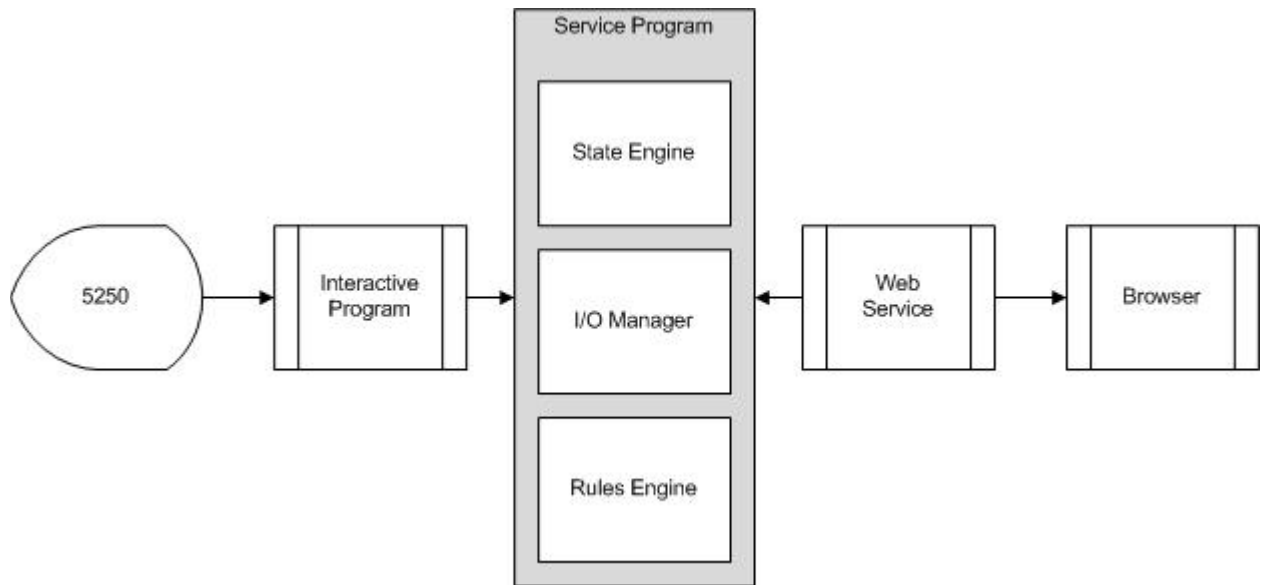 Service Program
State Engine
5250
Interactive
Program
I/O Manager
Web
Service
Browser
Rules Engine